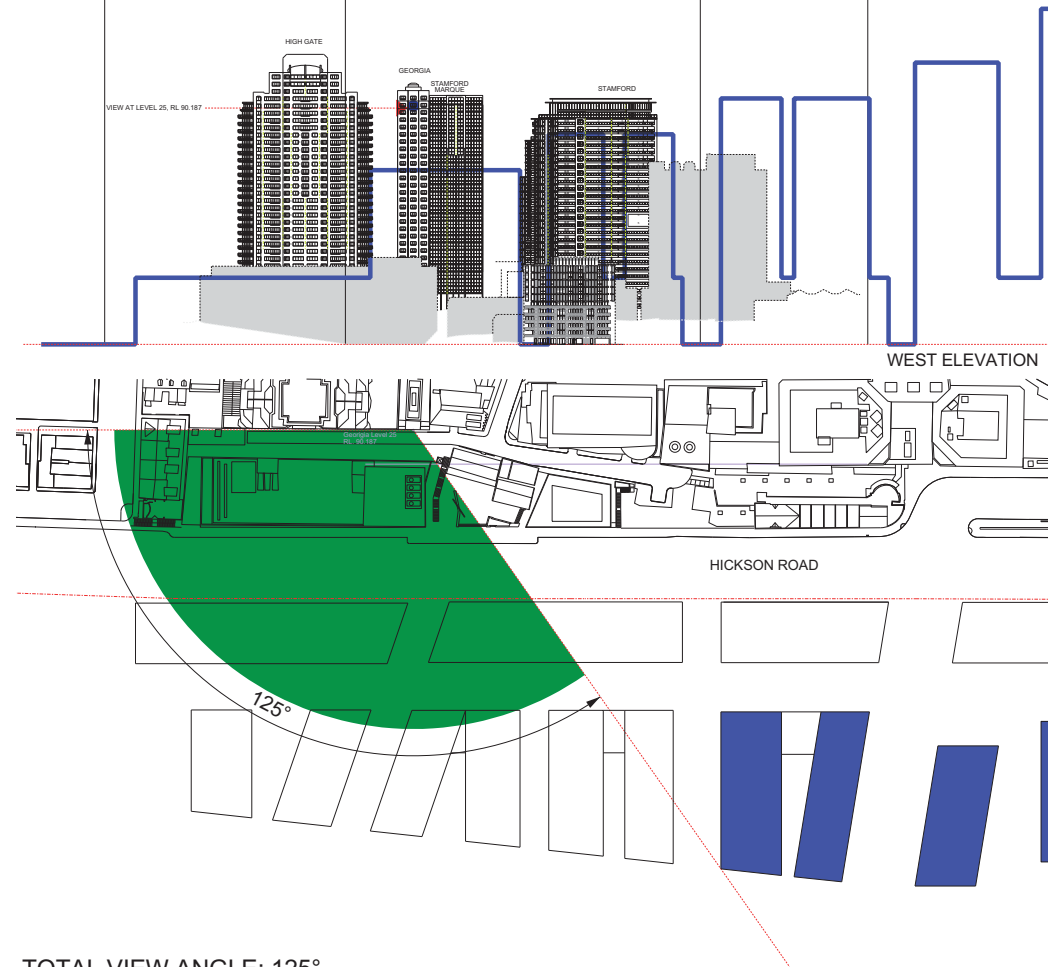 HIGH GATE
GEORGIA
STAMFORD
MARQUE
STAMFORD
VIEW AT LEVEL 25, RL 90.187
WEST ELEVATION
Georgia Level 25
RL 90.187
HICKSON ROAD
125°
TOTAL VIEW ANGLE: 125°